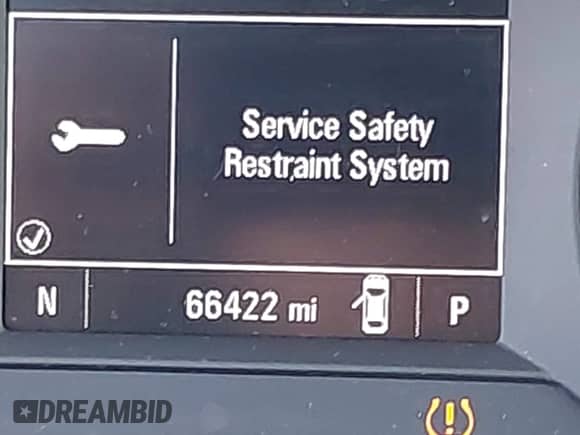 Service Safety
Restraint System
N 66422 mi P
DREAMBID